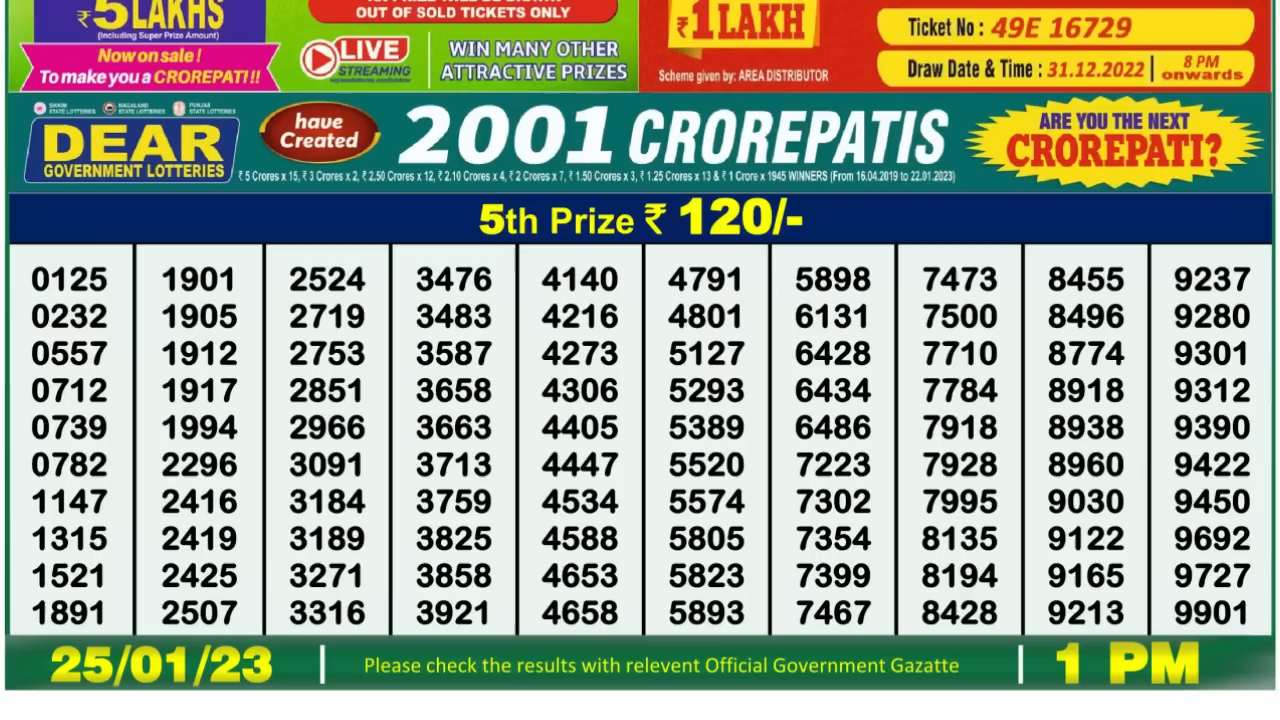 ₹5 LAKHS
(Including Super Prize Amount)
Now on sale !
To make you a CROREPATI !!
OUT OF SOLD TICKETS ONLY
LIVE
STREAMING
WIN MANY OTHER
ATTRACTIVE PRIZES
₹1 LAKH
Scheme given by: AREA DISTRIBUTOR
Ticket No : 49E 16729
Draw Date & Time : 31.12.2022 | 8 PM onwards
SIKKIM STATE LOTTERIES
NAGALAND STATE LOTTERIES
PUNJAB STATE LOTTERIES
DEAR
GOVERNMENT LOTTERIES
have
Created
2001 CROREPATIS
₹ 5 Crores x 15, ₹ 3 Crores x 2, ₹ 2.50 Crores x 12, ₹ 2.10 Crores x 4, ₹ 2 Crores x 7, ₹ 1.50 Crores x 3, ₹ 1.25 Crores x 13 & ₹ 1 Crore x 1945 WINNERS (From 16.04.2019 to 22.01.2023)
ARE YOU THE NEXT
CROREPATI?
5th Prize ₹ 120/-
0125 1901 2524 3476 4140 4791 5898 7473 8455 9237
0232 1905 2719 3483 4216 4801 6131 7500 8496 9280
0557 1912 2753 3587 4273 5127 6428 7710 8774 9301
0712 1917 2851 3658 4306 5293 6434 7784 8918 9312
0739 1994 2966 3663 4405 5389 6486 7918 8938 9390
0782 2296 3091 3713 4447 5520 7223 7928 8960 9422
1147 2416 3184 3759 4534 5574 7302 7995 9030 9450
1315 2419 3189 3825 4588 5805 7354 8135 9122 9692
1521 2425 3271 3858 4653 5823 7399 8194 9165 9727
1891 2507 3316 3921 4658 5893 7467 8428 9213 9901
25/01/23 | Please check the results with relevent Official Government Gazatte | 1 PM